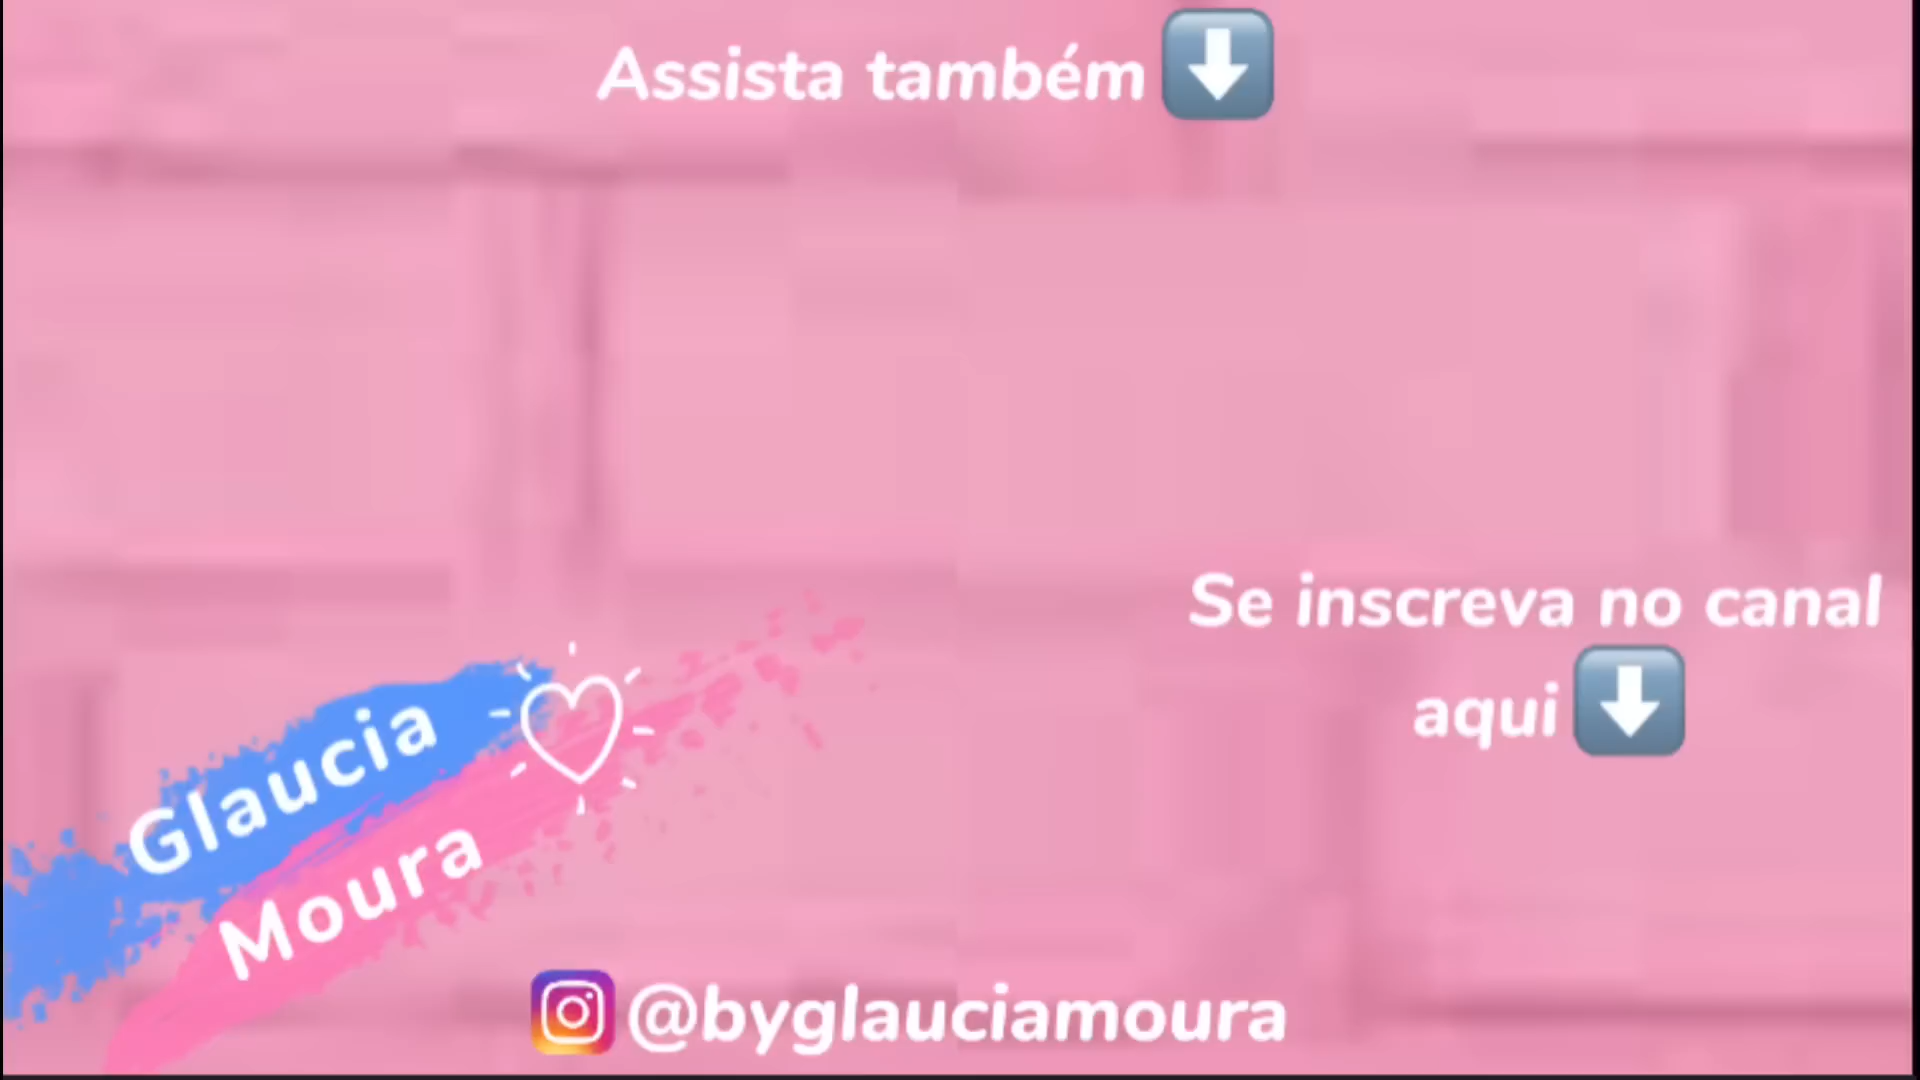 Assista também ⬇️
Se inscreva no canal
aqui ⬇️
Glaucia
Moura
@byglauciamoura